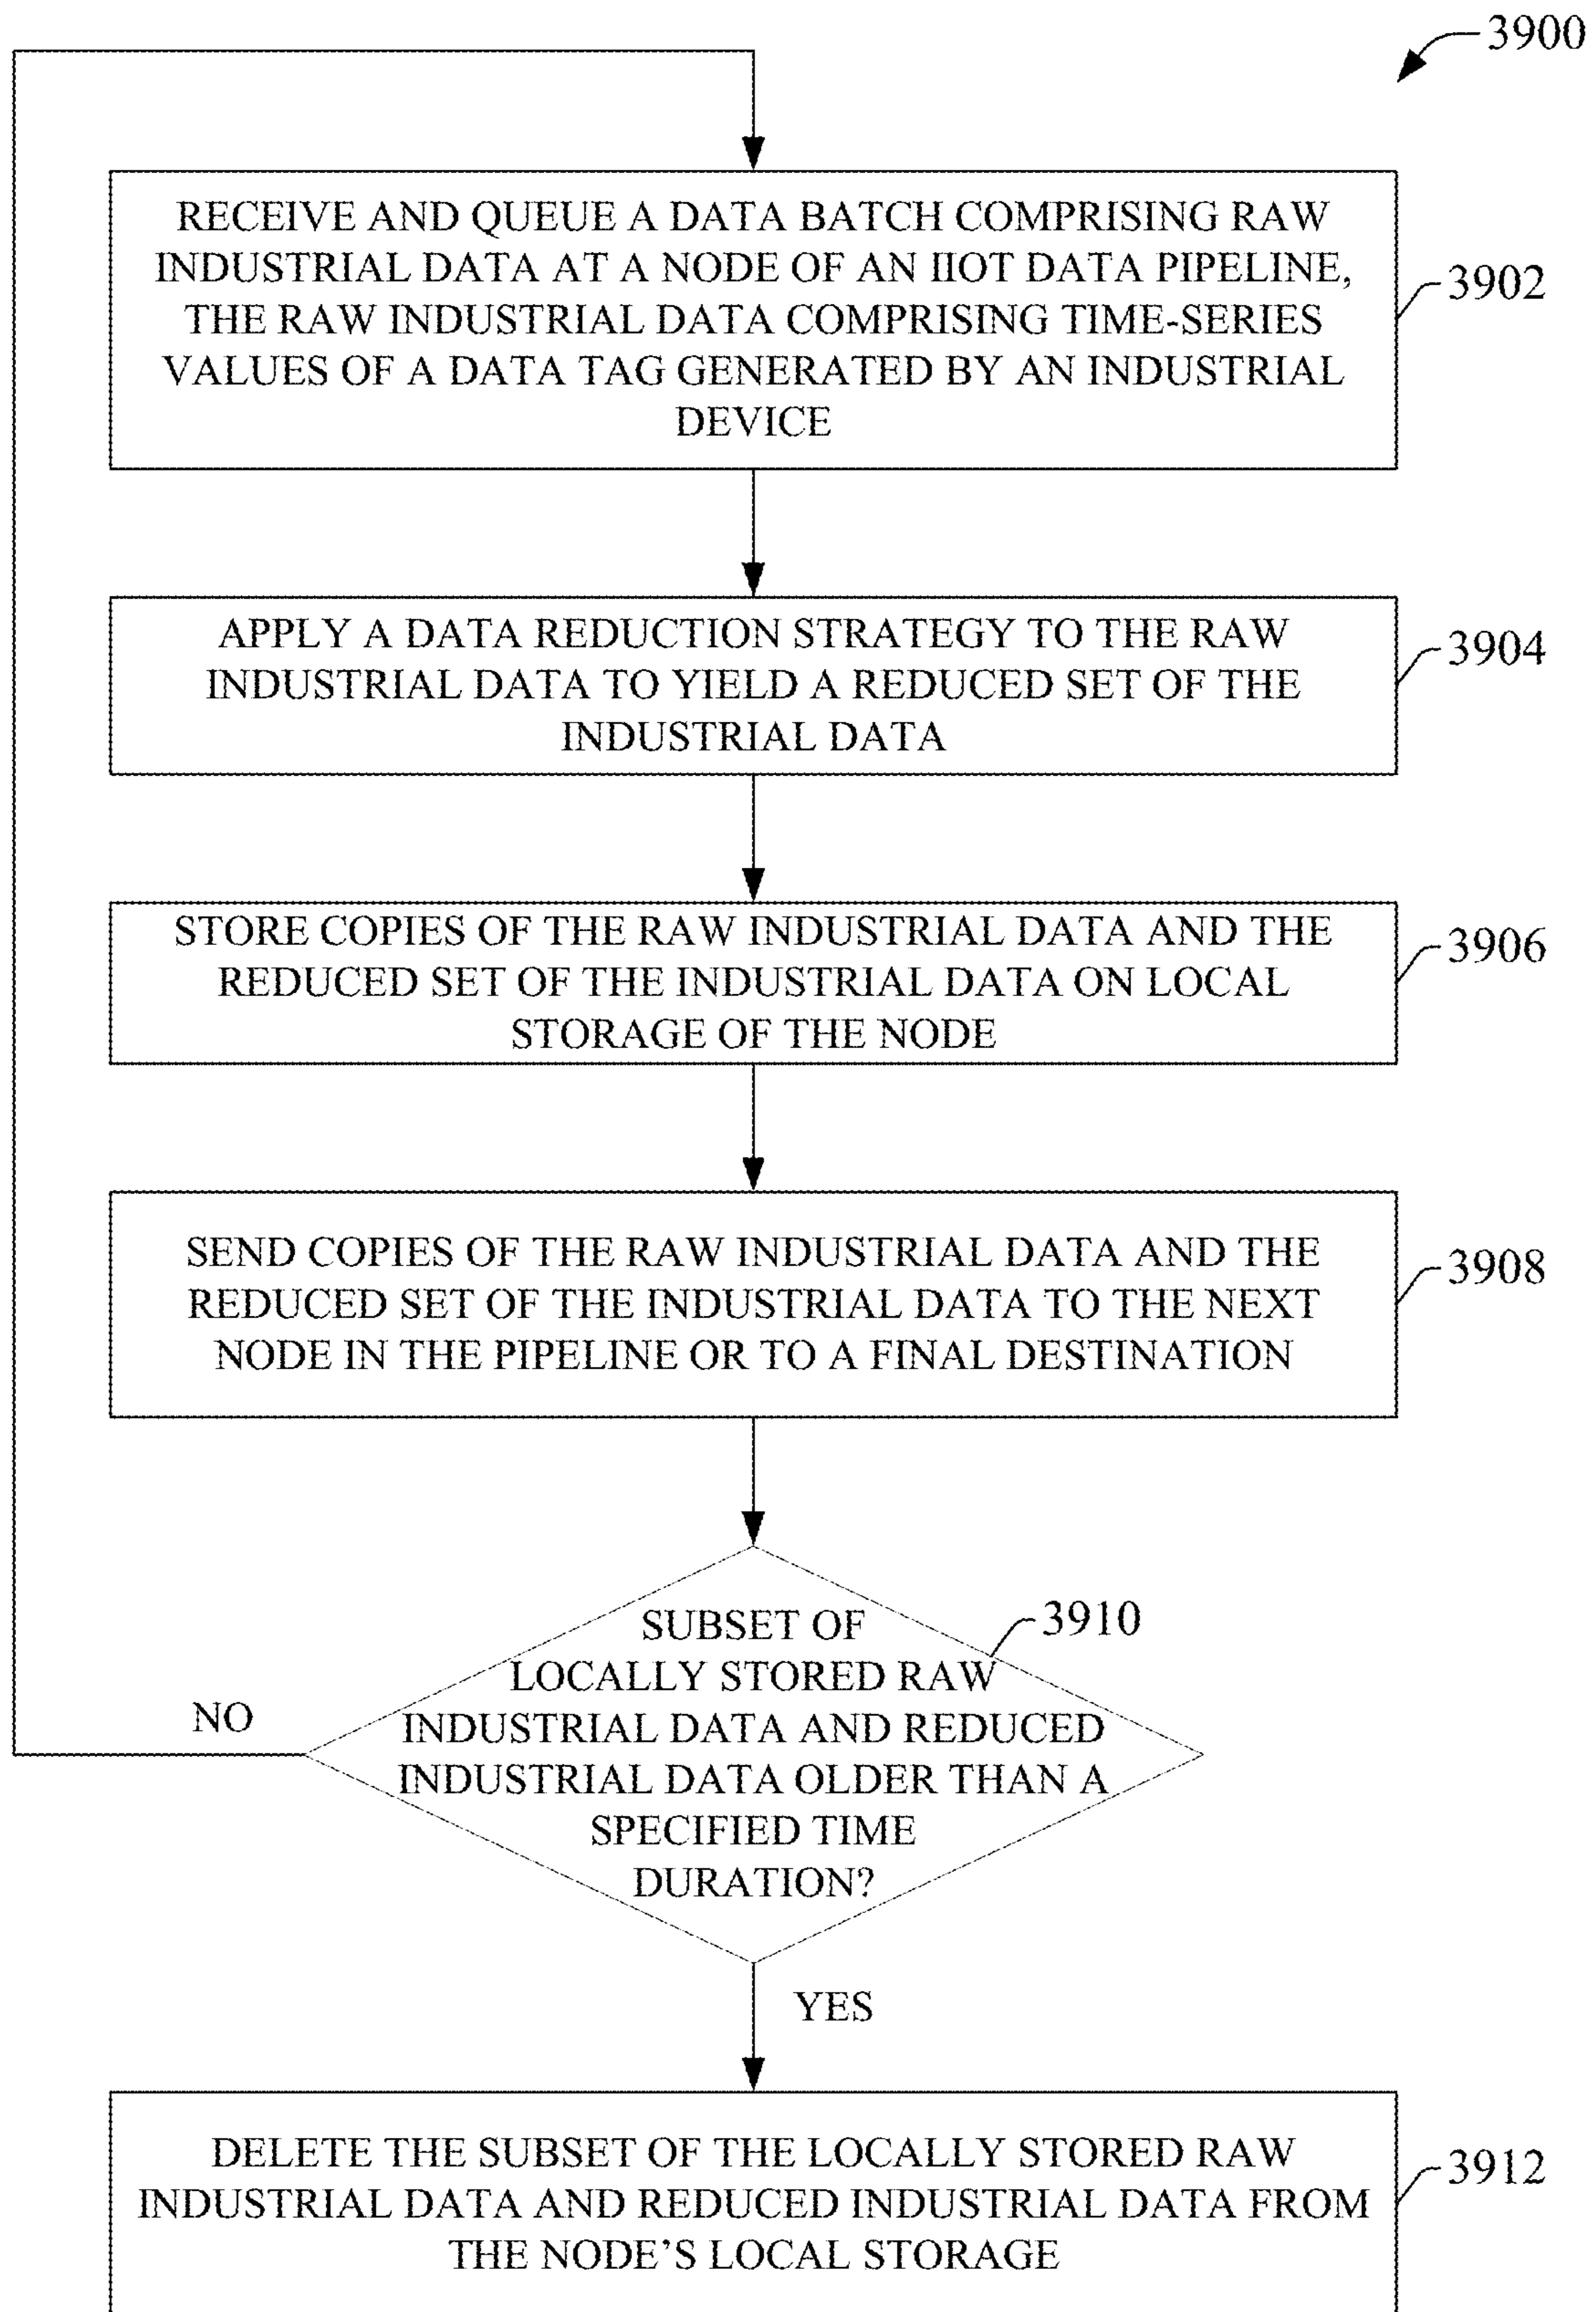 3900
RECEIVE AND QUEUE A DATA BATCH COMPRISING RAW
INDUSTRIAL DATA AT A NODE OF AN IIOT DATA PIPELINE,
THE RAW INDUSTRIAL DATA COMPRISING TIME-SERIES
VALUES OF A DATA TAG GENERATED BY AN INDUSTRIAL
DEVICE
3902
APPLY A DATA REDUCTION STRATEGY TO THE RAW
INDUSTRIAL DATA TO YIELD A REDUCED SET OF THE
INDUSTRIAL DATA
3904
STORE COPIES OF THE RAW INDUSTRIAL DATA AND THE
REDUCED SET OF THE INDUSTRIAL DATA ON LOCAL
STORAGE OF THE NODE
3906
SEND COPIES OF THE RAW INDUSTRIAL DATA AND THE
REDUCED SET OF THE INDUSTRIAL DATA TO THE NEXT
NODE IN THE PIPELINE OR TO A FINAL DESTINATION
3908
SUBSET OF
LOCALLY STORED RAW
INDUSTRIAL DATA AND REDUCED
INDUSTRIAL DATA OLDER THAN A
SPECIFIED TIME
DURATION?
3910
NO
YES
DELETE THE SUBSET OF THE LOCALLY STORED RAW
INDUSTRIAL DATA AND REDUCED INDUSTRIAL DATA FROM
THE NODE'S LOCAL STORAGE
3912